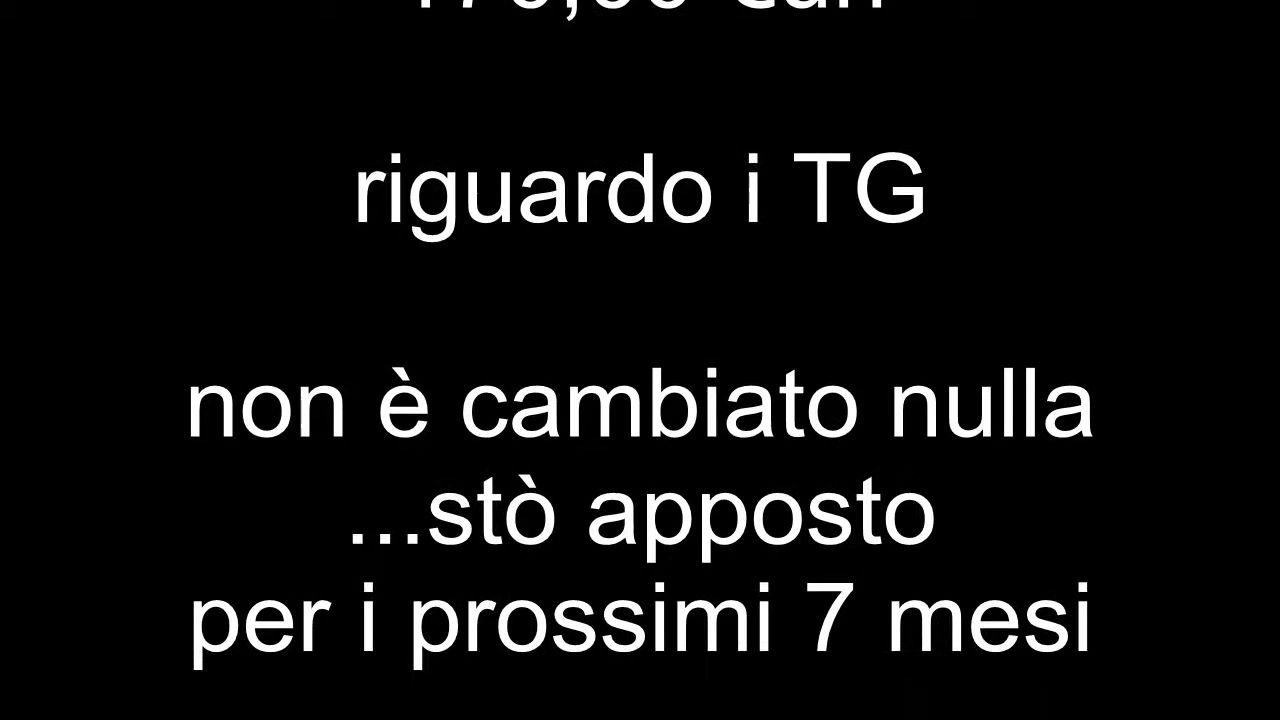 riguardo i TG
non è cambiato nulla
...stò apposto
per i prossimi 7 mesi